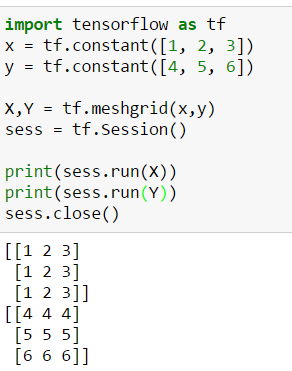 import tensorflow as tf
x = tf.constant([1, 2, 3])
y = tf.constant([4, 5, 6])

X,Y = tf.meshgrid(x,y)
sess = tf.Session()

print(sess.run(X))
print(sess.run(Y))
sess.close()

[[1 2 3]
 [1 2 3]
 [1 2 3]]
[[4 4 4]
 [5 5 5]
 [6 6 6]]